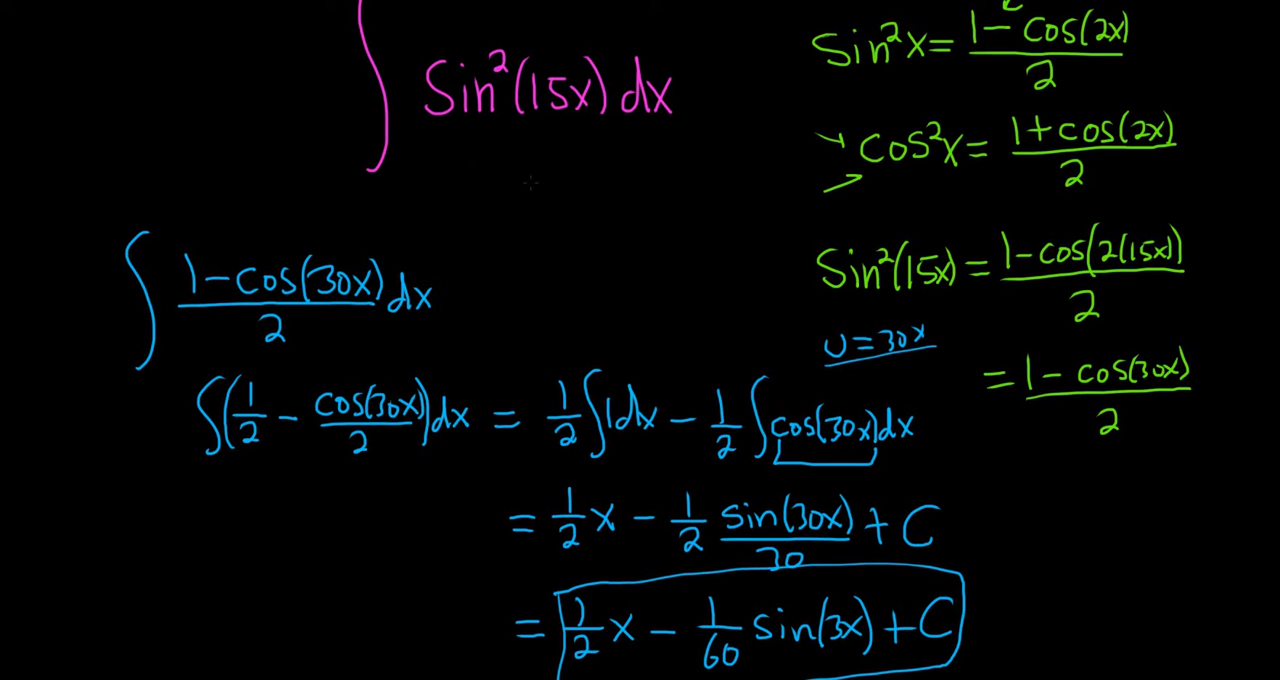 ∫ Sin²(15x) dx
Sin²x = (1 - cos(2x))/2
cos²x = (1 + cos(2x))/2
Sin²(15x) = (1 - cos(2(15x)))/2
u = 30x
= (1 - cos(30x))/2
∫ (1 - cos(30x))/2 dx
∫ (1/2 - cos(30x)/2) dx = 1/2 ∫ 1 dx - 1/2 ∫ cos(30x) dx
= 1/2 x - 1/2 sin(30x)/30 + C
= 1/2 x - 1/60 sin(3x) + C